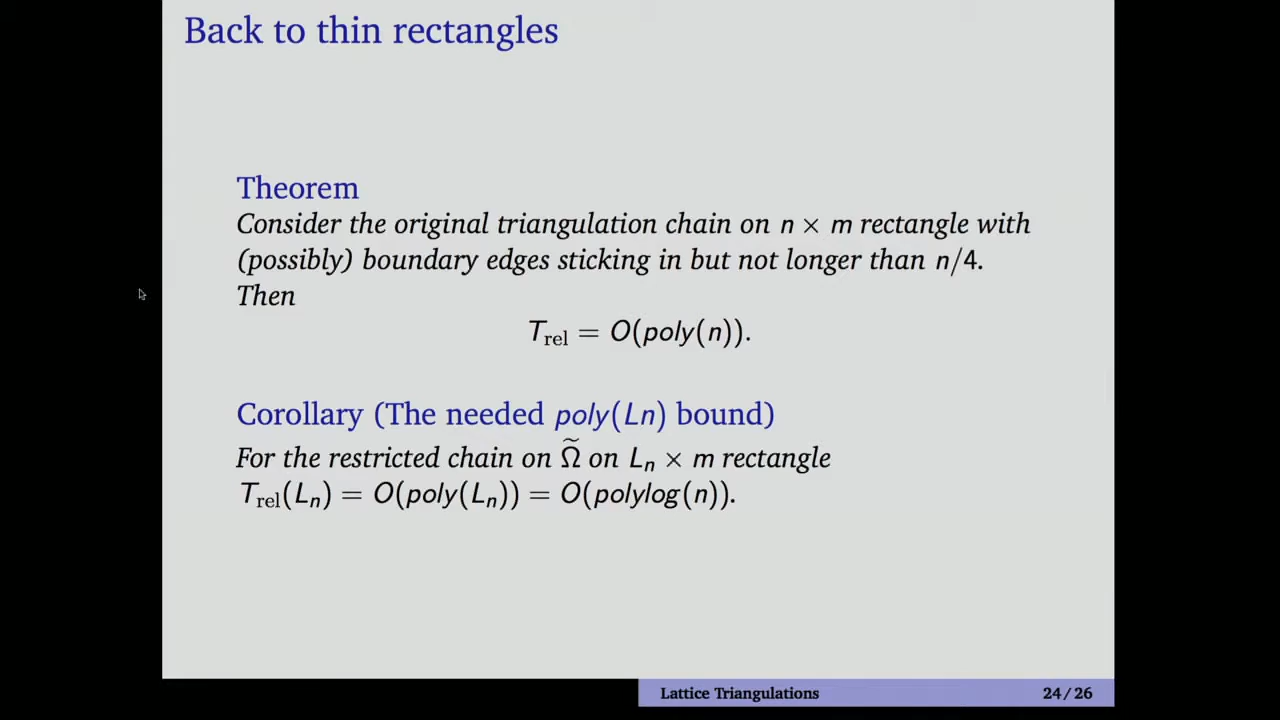 Back to thin rectangles
Theorem
Consider the original triangulation chain on n × m rectangle with
(possibly) boundary edges sticking in but not longer than n/4.
Then
T_rel = O(poly(n)).
Corollary (The needed poly(Ln) bound)
For the restricted chain on Ω̃ on L_n × m rectangle
T_rel(L_n) = O(poly(L_n)) = O(polylog(n)).
Lattice Triangulations 24/26